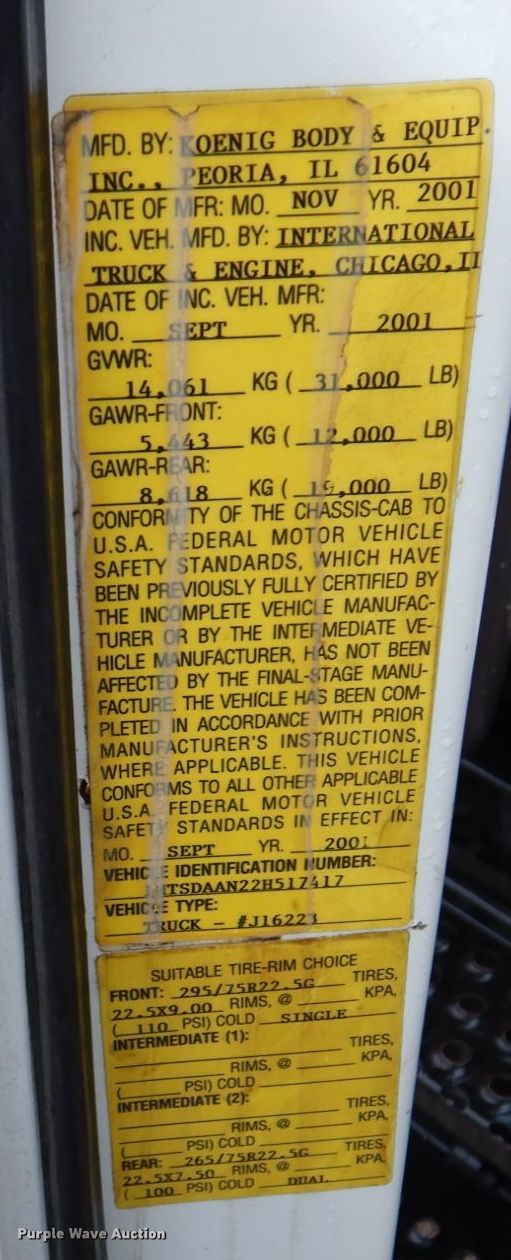 MFD. BY: KOENIG BODY & EQUIP.
INC., PEORIA, IL 61604
DATE OF MFR: MO. NOV YR. 2001
INC. VEH. MFD. BY: INTERNATIONAL
TRUCK & ENGINE, CHICAGO, Il
DATE OF INC. VEH. MFR:
MO. SEPT YR. 2001
GVWR:
14,061 KG ( 31,000 LB)
GAWR-FRONT:
5,443 KG ( 12,000 LB)
GAWR-REAR:
8,618 KG ( 19,000 LB)
CONFORMITY OF THE CHASSIS-CAB TO
U.S.A. FEDERAL MOTOR VEHICLE
SAFETY STANDARDS, WHICH HAVE
BEEN PREVIOUSLY FULLY CERTIFIED BY
THE INCOMPLETE VEHICLE MANUFAC-
TURER OR BY THE INTERMEDIATE VE-
HICLE MANUFACTURER, HAS NOT BEEN
AFFECTED BY THE FINAL-STAGE MANU-
FACTURE. THE VEHICLE HAS BEEN COM-
PLETED IN ACCORDANCE WITH PRIOR
MANUFACTURER'S INSTRUCTIONS,
WHERE APPLICABLE. THIS VEHICLE
CONFORMS TO ALL OTHER APPLICABLE
U.S.A. FEDERAL MOTOR VEHICLE
SAFETY STANDARDS IN EFFECT IN:
MO. SEPT YR. 2001
VEHICLE IDENTIFICATION NUMBER:
VEHICLE TYPE:
TRUCK - #J16223
SUITABLE TIRE-RIM CHOICE
FRONT: 295/75R22.5G TIRES,
22.5X9.00 RIMS, @ KPA,
( 110 PSI) COLD SINGLE
INTERMEDIATE (1): TIRES,
RIMS, @ KPA,
( PSI) COLD
INTERMEDIATE (2): TIRES,
RIMS, @ KPA,
( PSI) COLD
REAR: 265/75R22.5G TIRES,
22.5X7.50 RIMS, @ KPA,
( 100 PSI) COLD DUAL
Purple Wave Auction